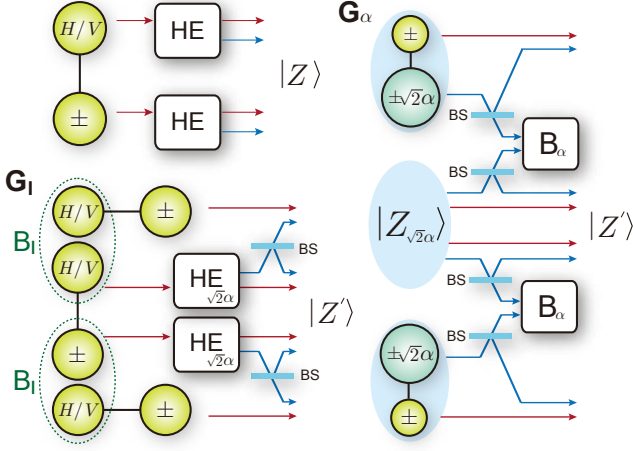 H/V
HE
|Z⟩
±
HE
G_I
H/V
±
B_I
H/V
BS
HE √2α
|Z′⟩
±
HE √2α
BS
B_I
H/V
±
G_α
±
±√2α
BS
B_α
BS
|Z_√2α⟩
|Z′⟩
BS
B_α
±√2α
BS
±